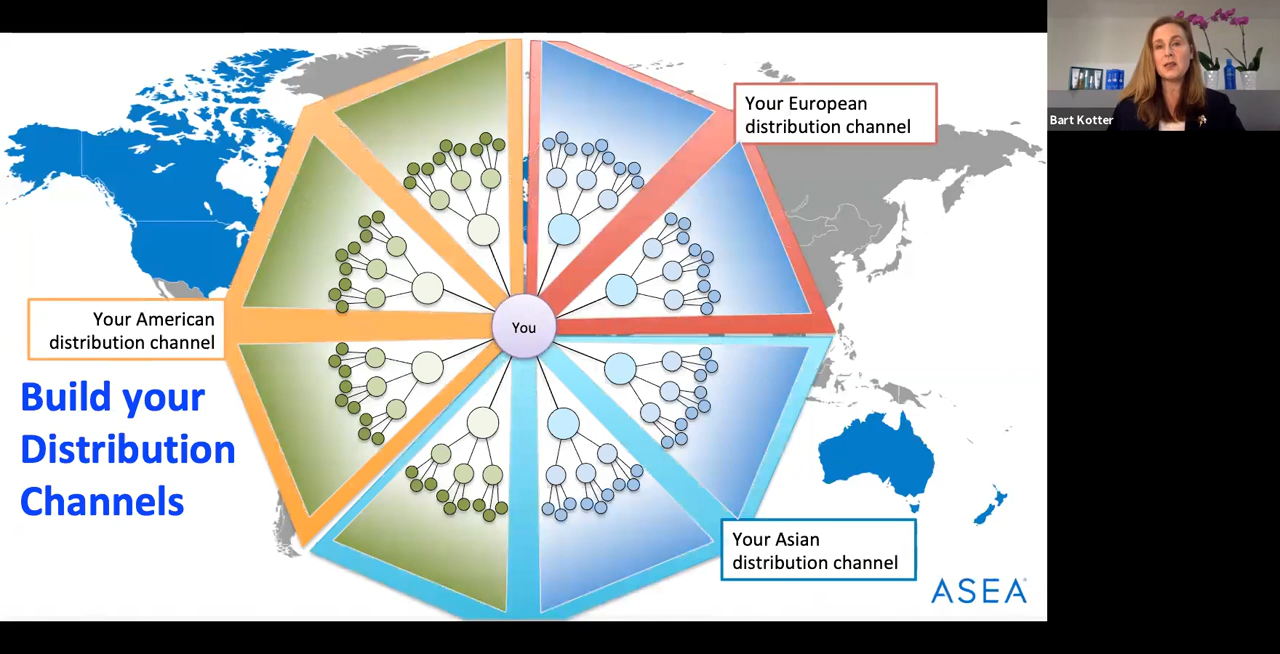 Your European
distribution channel
Bart Kotter
Your American
distribution channel
You
Build your
Distribution
Channels
Your Asian
distribution channel
ASEA